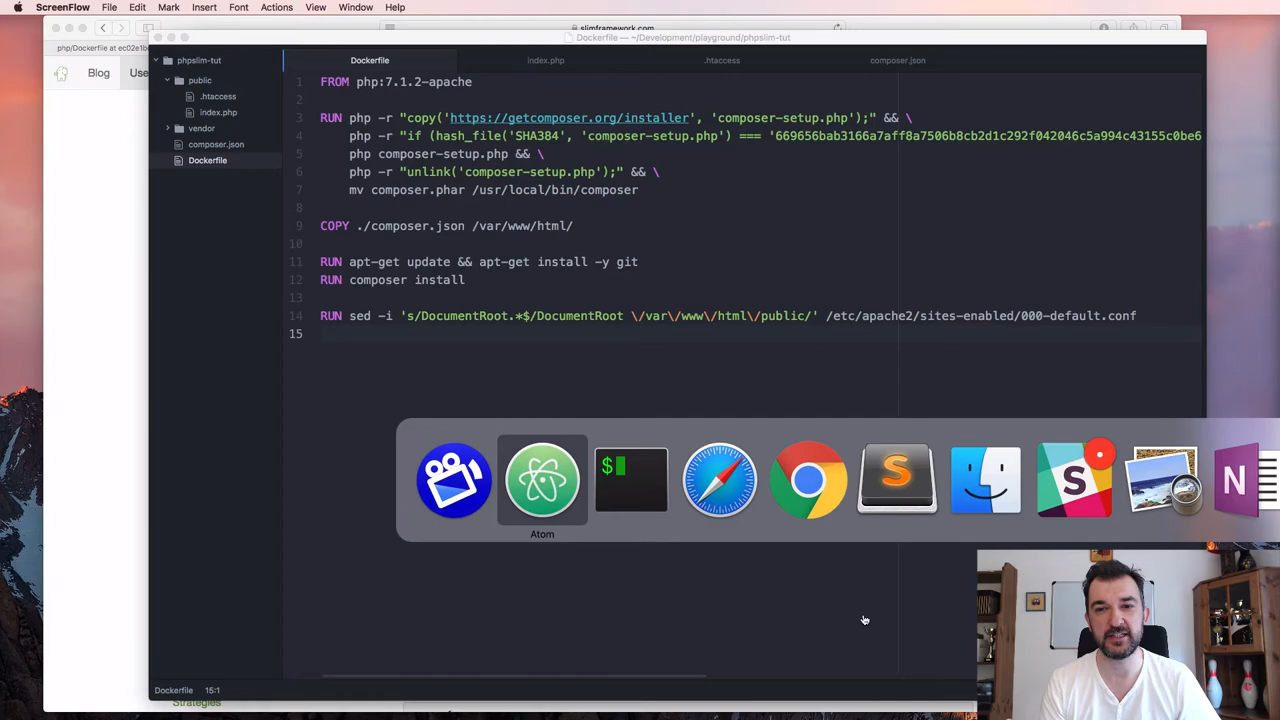 ScreenFlow File Edit Mark Insert Font Actions View Window Help
slimframework.com
Dockerfile — ~/Development/playground/phpslim-tut
Blog
Use
phpslim-tut
public
.htaccess
index.php
vendor
composer.json
Dockerfile
Dockerfile index.php .htaccess composer.json
1 FROM php:7.1.2-apache
2
3 RUN php -r "copy('https://getcomposer.org/installer', 'composer-setup.php');" && \
4 php -r "if (hash_file('SHA384', 'composer-setup.php') === '669656bab3166a7aff8a7506b8cb2d1c292f042046c5a994c43155c0be6
5 php composer-setup.php && \
6 php -r "unlink('composer-setup.php');" && \
7 mv composer.phar /usr/local/bin/composer
8
9 COPY ./composer.json /var/www/html/
10
11 RUN apt-get update && apt-get install -y git
12 RUN composer install
13
14 RUN sed -i 's/DocumentRoot.*$/DocumentRoot \/var\/www\/html\/public/' /etc/apache2/sites-enabled/000-default.conf
15
$
S
S
N
Atom
Dockerfile 15:1
Strategies